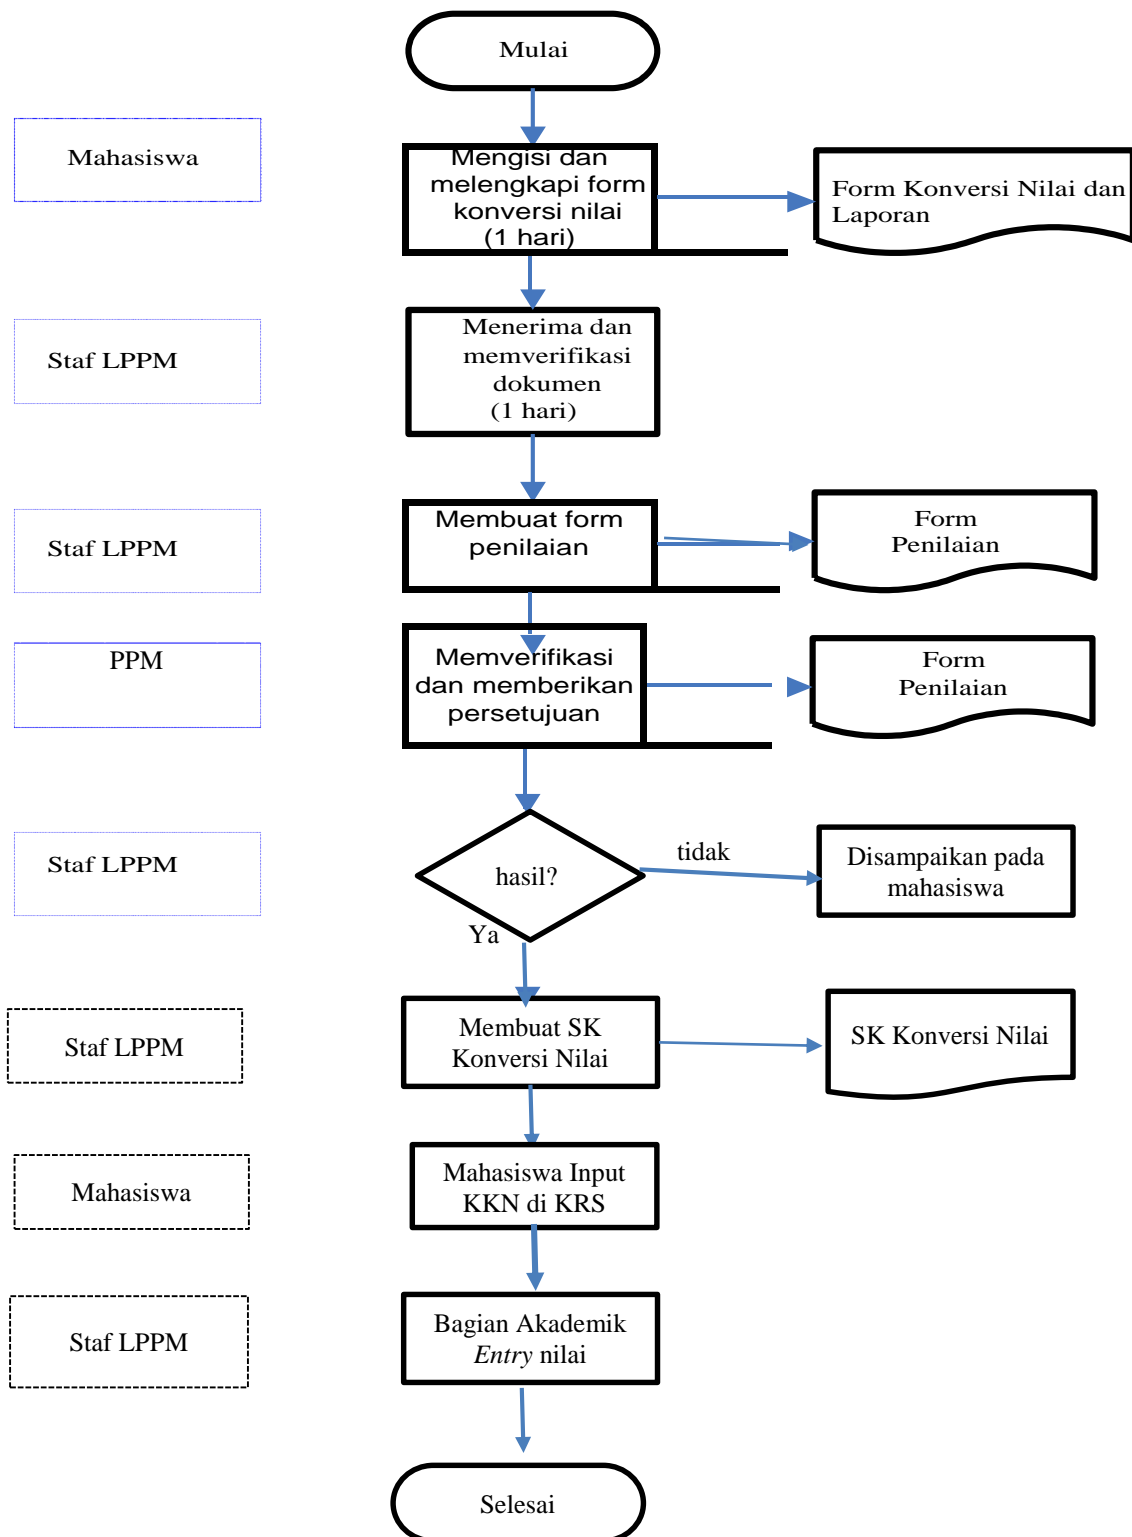 Mulai
Mahasiswa
Mengisi dan
melengkapi form
konversi nilai
(1 hari)
Form Konversi Nilai dan
Laporan
Staf LPPM
Menerima dan
memverifikasi
dokumen
(1 hari)
Staf LPPM
Membuat form
penilaian
Form
Penilaian
PPM
Memverifikasi
dan memberikan
persetujuan
Form
Penilaian
Staf LPPM
hasil?
tidak
Disampaikan pada
mahasiswa
Ya
Staf LPPM
Membuat SK
Konversi Nilai
SK Konversi Nilai
Mahasiswa
Mahasiswa Input
KKN di KRS
Staf LPPM
Bagian Akademik
Entry nilai
Selesai